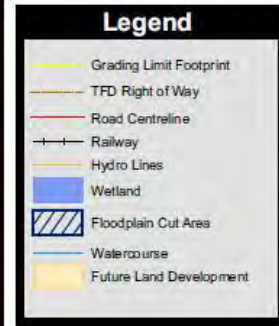 Legend
Grading Limit Footprint
TFD Right of Way
Road Centreline
Railway
Hydro Lines
Wetland
Floodplain Cut Area
Watercourse
Future Land Development